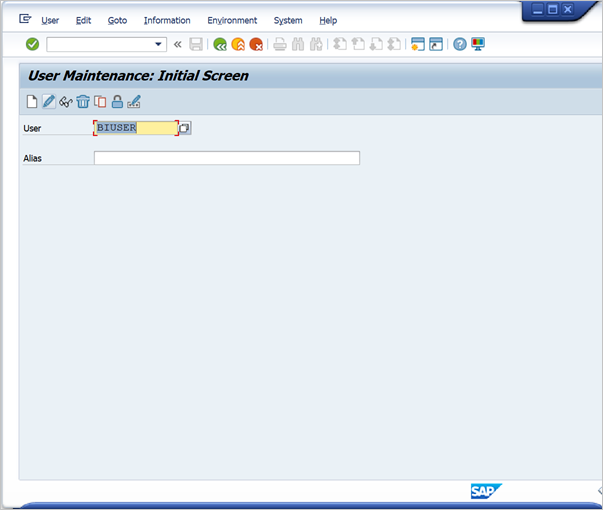 User Edit Goto Information Environment System Help
User Maintenance: Initial Screen
User BIUSER
Alias
SAP